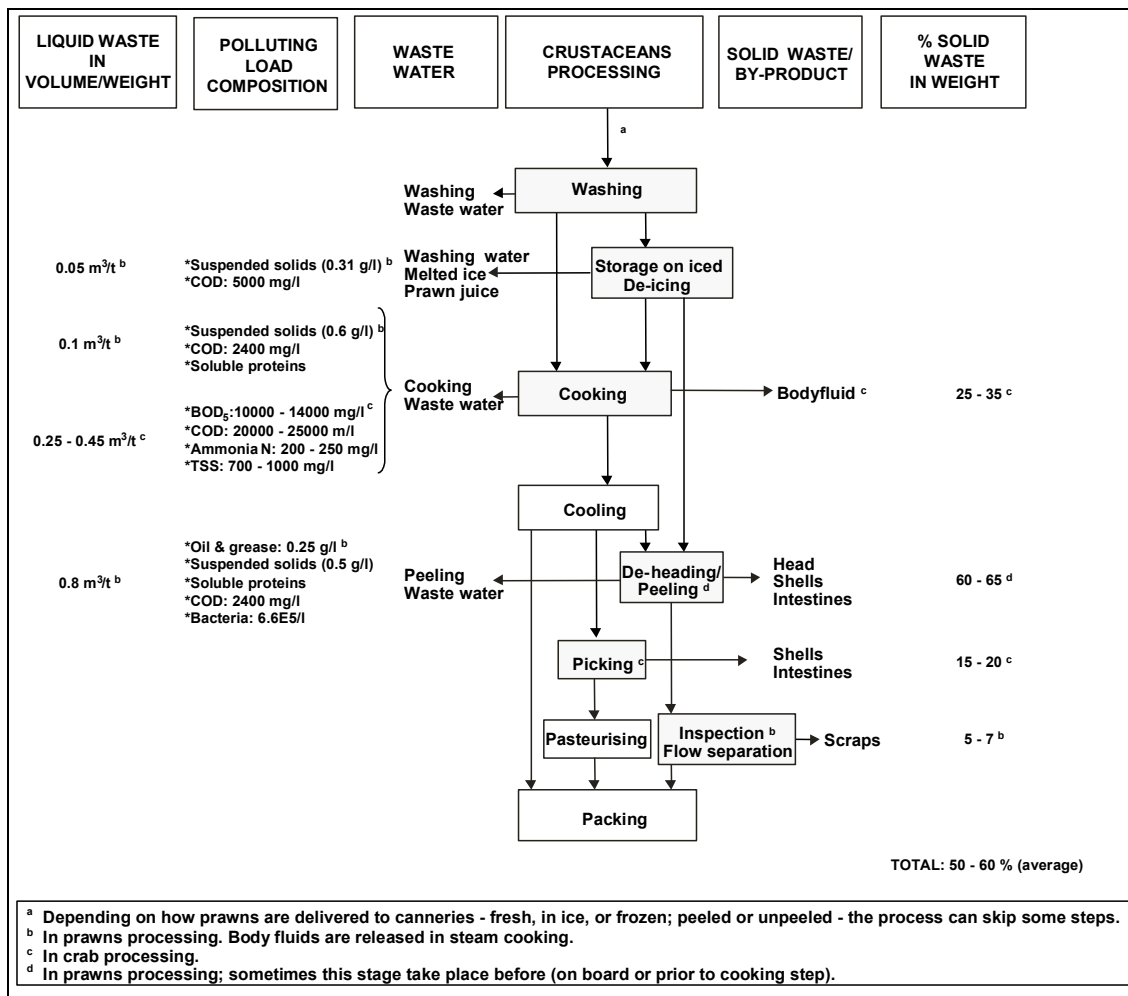 LIQUID WASTE
IN
VOLUME/WEIGHT
POLLUTING
LOAD
COMPOSITION
WASTE
WATER
CRUSTACEANS
PROCESSING
SOLID WASTE/
BY-PRODUCT
% SOLID
WASTE
IN WEIGHT
a
Washing
Waste water
Washing
0.05 m³/t ᵇ
*Suspended solids (0.31 g/l) ᵇ
*COD: 5000 mg/l
Washing water
Melted ice
Prawn juice
Storage on iced
De-icing
0.1 m³/t ᵇ
*Suspended solids (0.6 g/l) ᵇ
*COD: 2400 mg/l
*Soluble proteins
0.25 - 0.45 m³/t ᶜ
*BOD₅:10000 - 14000 mg/l ᶜ
*COD: 20000 - 25000 m/l
*Ammonia N: 200 - 250 mg/l
*TSS: 700 - 1000 mg/l
Cooking
Waste water
Cooking
Bodyfluid ᶜ
25 - 35 ᶜ
Cooling
0.8 m³/t ᵇ
*Oil & grease: 0.25 g/l ᵇ
*Suspended solids (0.5 g/l)
*Soluble proteins
*COD: 2400 mg/l
*Bacteria: 6.6E5/l
Peeling
Waste water
De-heading/
Peeling ᵈ
Head
Shells
Intestines
60 - 65 ᵈ
Picking ᶜ
Shells
Intestines
15 - 20 ᶜ
Pasteurising
Inspection ᵇ
Flow separation
Scraps
5 - 7 ᵇ
Packing
TOTAL: 50 - 60 % (average)
ᵃ Depending on how prawns are delivered to canneries - fresh, in ice, or frozen; peeled or unpeeled - the process can skip some steps.
ᵇ In prawns processing. Body fluids are released in steam cooking.
ᶜ In crab processing.
ᵈ In prawns processing; sometimes this stage take place before (on board or prior to cooking step).